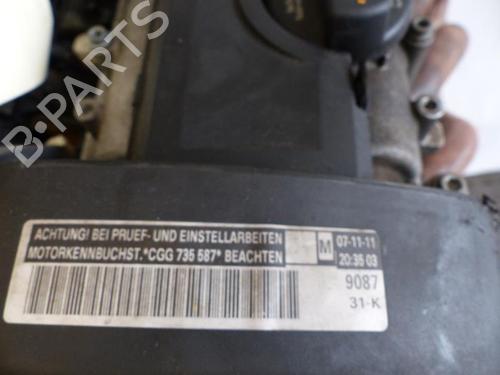 B-PARTS
ACHTUNG! BEI PRUEF- UND EINSTELLARBEITEN
MOTORKENNBUCHST.*CGG 735 587* BEACHTEN
M
07-11-11
20:35 03
9087
31-K